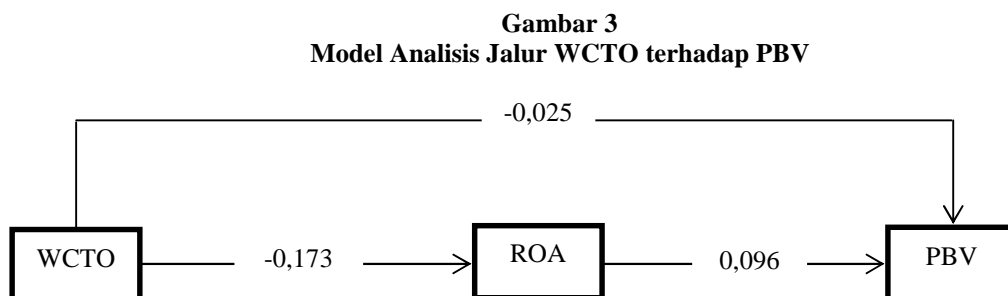 Gambar 3
Model Analisis Jalur WCTO terhadap PBV
-0,025
WCTO
-0,173
ROA
0,096
PBV